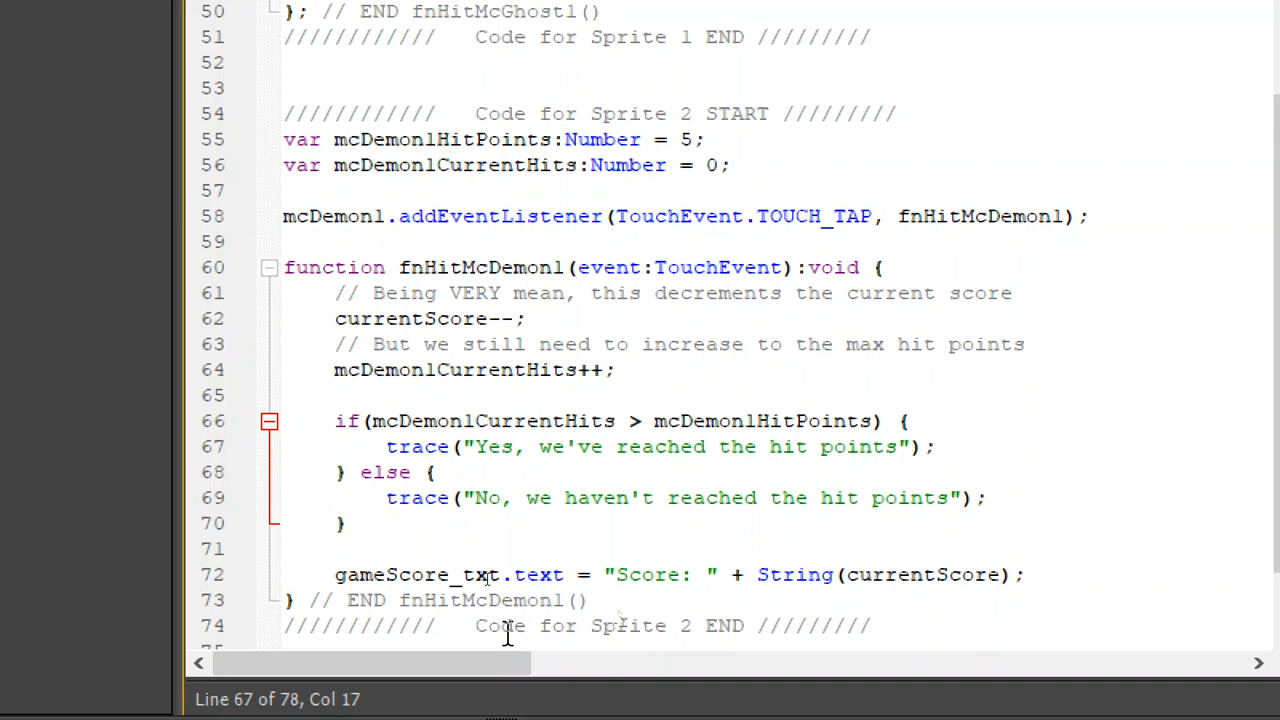 50 }; // END fnHitMcGhost1()
51 //////////// Code for Sprite 1 END /////////
52
53
54 //////////// Code for Sprite 2 START /////////
55 var mcDemon1HitPoints:Number = 5;
56 var mcDemon1CurrentHits:Number = 0;
57
58 mcDemon1.addEventListener(TouchEvent.TOUCH_TAP, fnHitMcDemon1);
59
60 function fnHitMcDemon1(event:TouchEvent):void {
61 // Being VERY mean, this decrements the current score
62 currentScore--;
63 // But we still need to increase to the max hit points
64 mcDemon1CurrentHits++;
65
66 if(mcDemon1CurrentHits > mcDemon1HitPoints) {
67 trace("Yes, we've reached the hit points");
68 } else {
69 trace("No, we haven't reached the hit points");
70 }
71
72 gameScore_txt.text = "Score: " + String(currentScore);
73 } // END fnHitMcDemon1()
74 //////////// Code for Sprite 2 END /////////
Line 67 of 78, Col 17